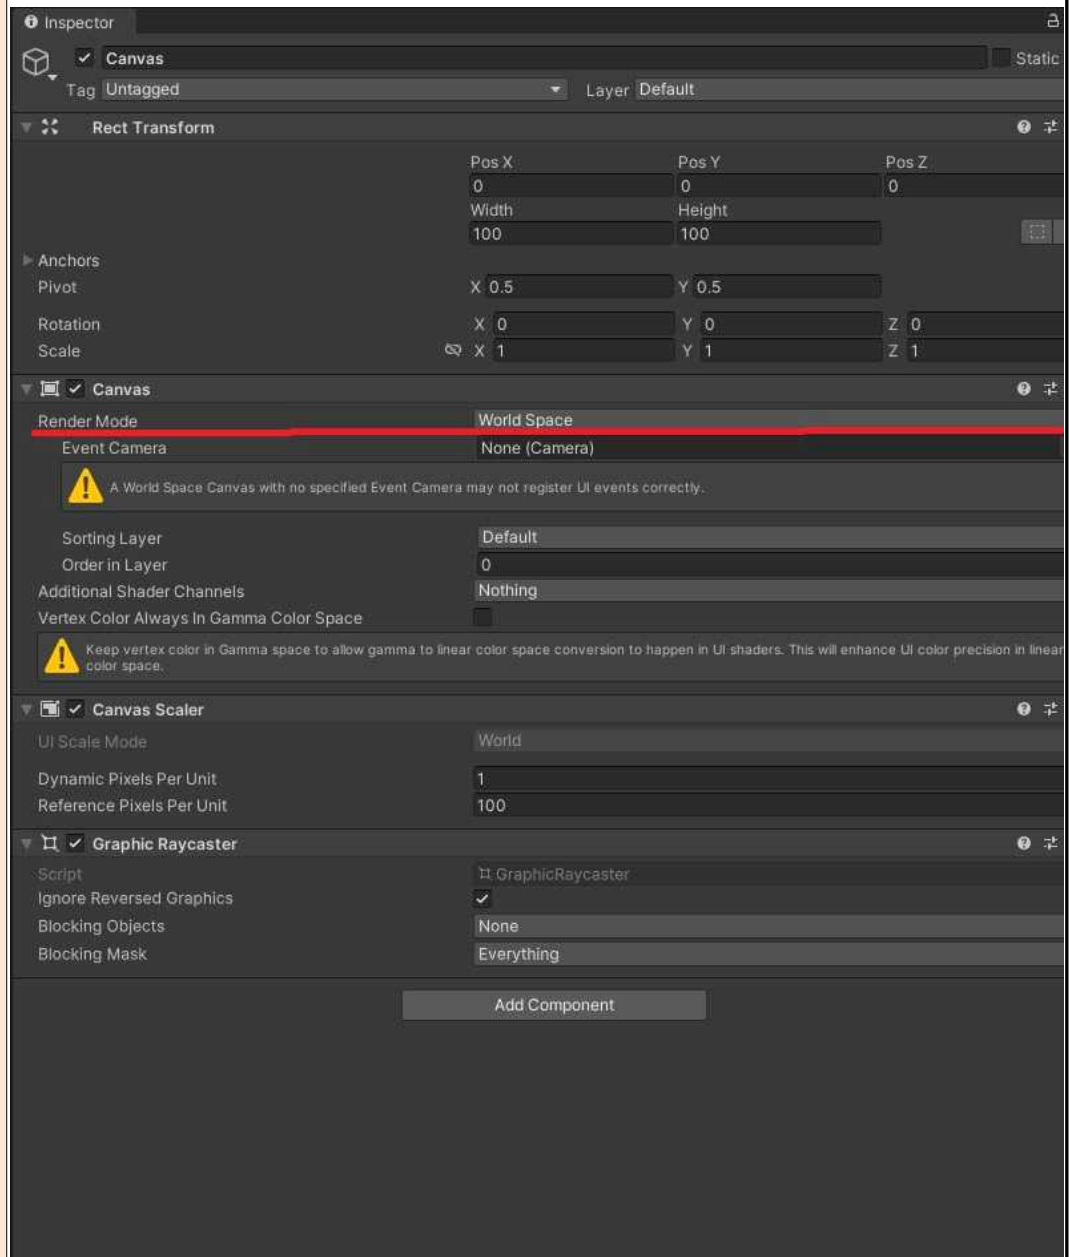 Inspector
Canvas
Static
Tag Untagged Layer Default
Rect Transform
Pos X Pos Y Pos Z
0 0 0
Width Height
100 100
Anchors
Pivot X 0.5 Y 0.5
Rotation X 0 Y 0 Z 0
Scale X 1 Y 1 Z 1
Canvas
Render Mode World Space
Event Camera None (Camera)
A World Space Canvas with no specified Event Camera may not register UI events correctly.
Sorting Layer Default
Order in Layer 0
Additional Shader Channels Nothing
Vertex Color Always In Gamma Color Space
Keep vertex color in Gamma space to allow gamma to linear color space conversion to happen in UI shaders. This will enhance UI color precision in linear
color space.
Canvas Scaler
UI Scale Mode World
Dynamic Pixels Per Unit 1
Reference Pixels Per Unit 100
Graphic Raycaster
Script GraphicRaycaster
Ignore Reversed Graphics
Blocking Objects None
Blocking Mask Everything
Add Component